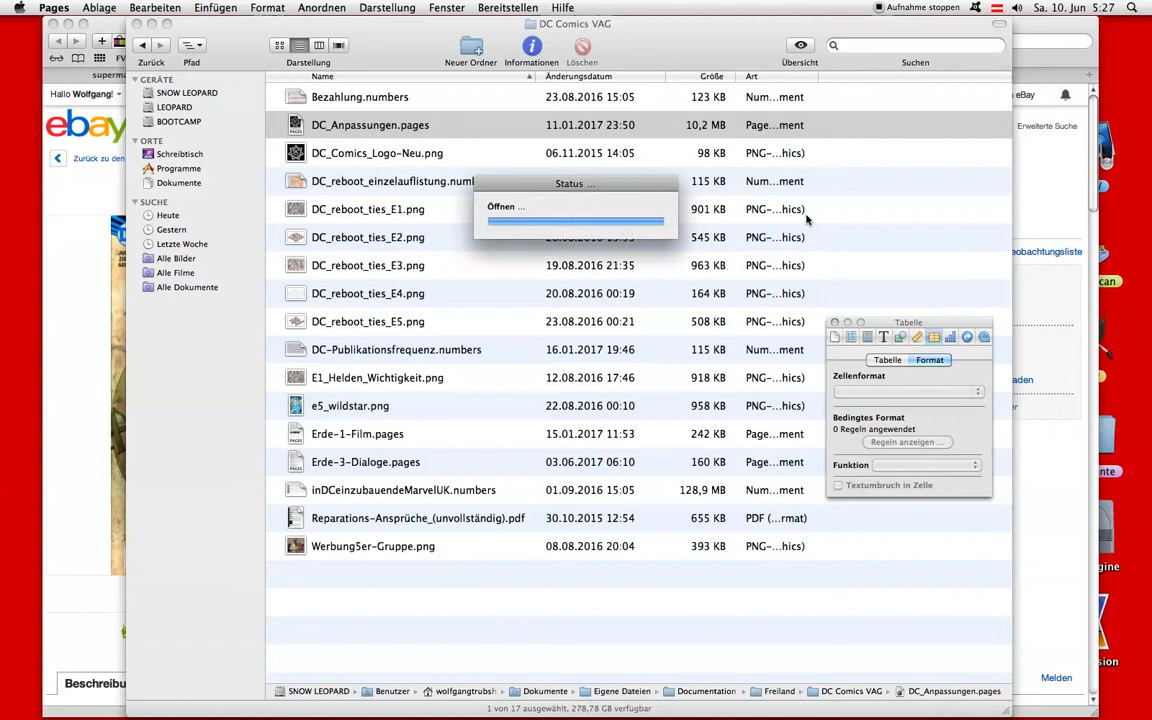 Pages Ablage Bearbeiten Einfügen Format Anordnen Darstellung Fenster Bereitstellen Hilfe Aufnahme stoppen Sa. 10. Jun 5:27
DC Comics VAG
Zurück Pfad Darstellung Neuer Ordner Informationen Löschen Übersicht Suchen
superma
Hallo Wolfgang!
ebay
Zurück zu den
Beschreibu
GERÄTE
SNOW LEOPARD
LEOPARD
BOOTCAMP
ORTE
Schreibtisch
Programme
Dokumente
SUCHE
Heute
Gestern
Letzte Woche
Alle Bilder
Alle Filme
Alle Dokumente
Name Änderungsdatum Größe Art
Bezahlung.numbers 23.08.2016 15:05 123 KB Num...ment
DC_Anpassungen.pages 11.01.2017 23:50 10,2 MB Page...ment
DC_Comics_Logo-Neu.png 06.11.2015 14:05 98 KB PNG-...hics)
DC_reboot_einzelauflistung.numl 115 KB Num...ment
DC_reboot_ties_E1.png 901 KB PNG-...hics)
DC_reboot_ties_E2.png 545 KB PNG-...hics)
DC_reboot_ties_E3.png 19.08.2016 21:35 963 KB PNG-...hics)
DC_reboot_ties_E4.png 20.08.2016 00:19 164 KB PNG-...hics)
DC_reboot_ties_E5.png 23.08.2016 00:21 508 KB PNG-...hics)
DC-Publikationsfrequenz.numbers 16.01.2017 19:46 115 KB Num...ment
E1_Helden_Wichtigkeit.png 12.08.2016 17:46 918 KB PNG-...hics)
e5_wildstar.png 22.08.2016 00:10 958 KB PNG-...hics)
Erde-1-Film.pages 15.01.2017 11:53 242 KB Page...ment
Erde-3-Dialoge.pages 03.06.2017 06:10 160 KB Page...ment
inDCeinzubauendeMarvelUK.numbers 01.09.2016 15:05 128,9 MB Num...ment
Reparations-Ansprüche_(unvollständig).pdf 30.10.2015 12:54 655 KB PDF (...rmat)
Werbung5er-Gruppe.png 08.08.2016 20:04 393 KB PNG-...hics)
Status ...
Öffnen ...
Tabelle
Tabelle Format
Zellenformat
Bedingtes Format
0 Regeln angewendet
Regeln anzeigen ...
Funktion
Textumbruch in Zelle
n eBay
Erweiterte Suche
eobachtungsliste
can
aden
er
nte
gine
sion
Melden
SNOW LEOPARD Benutzer wolfgangtrubsh Dokumente Eigene Dateien Documentation Freiland DC Comics VAG DC_Anpassungen.pages
1 von 17 ausgewählt, 278,78 GB verfügbar